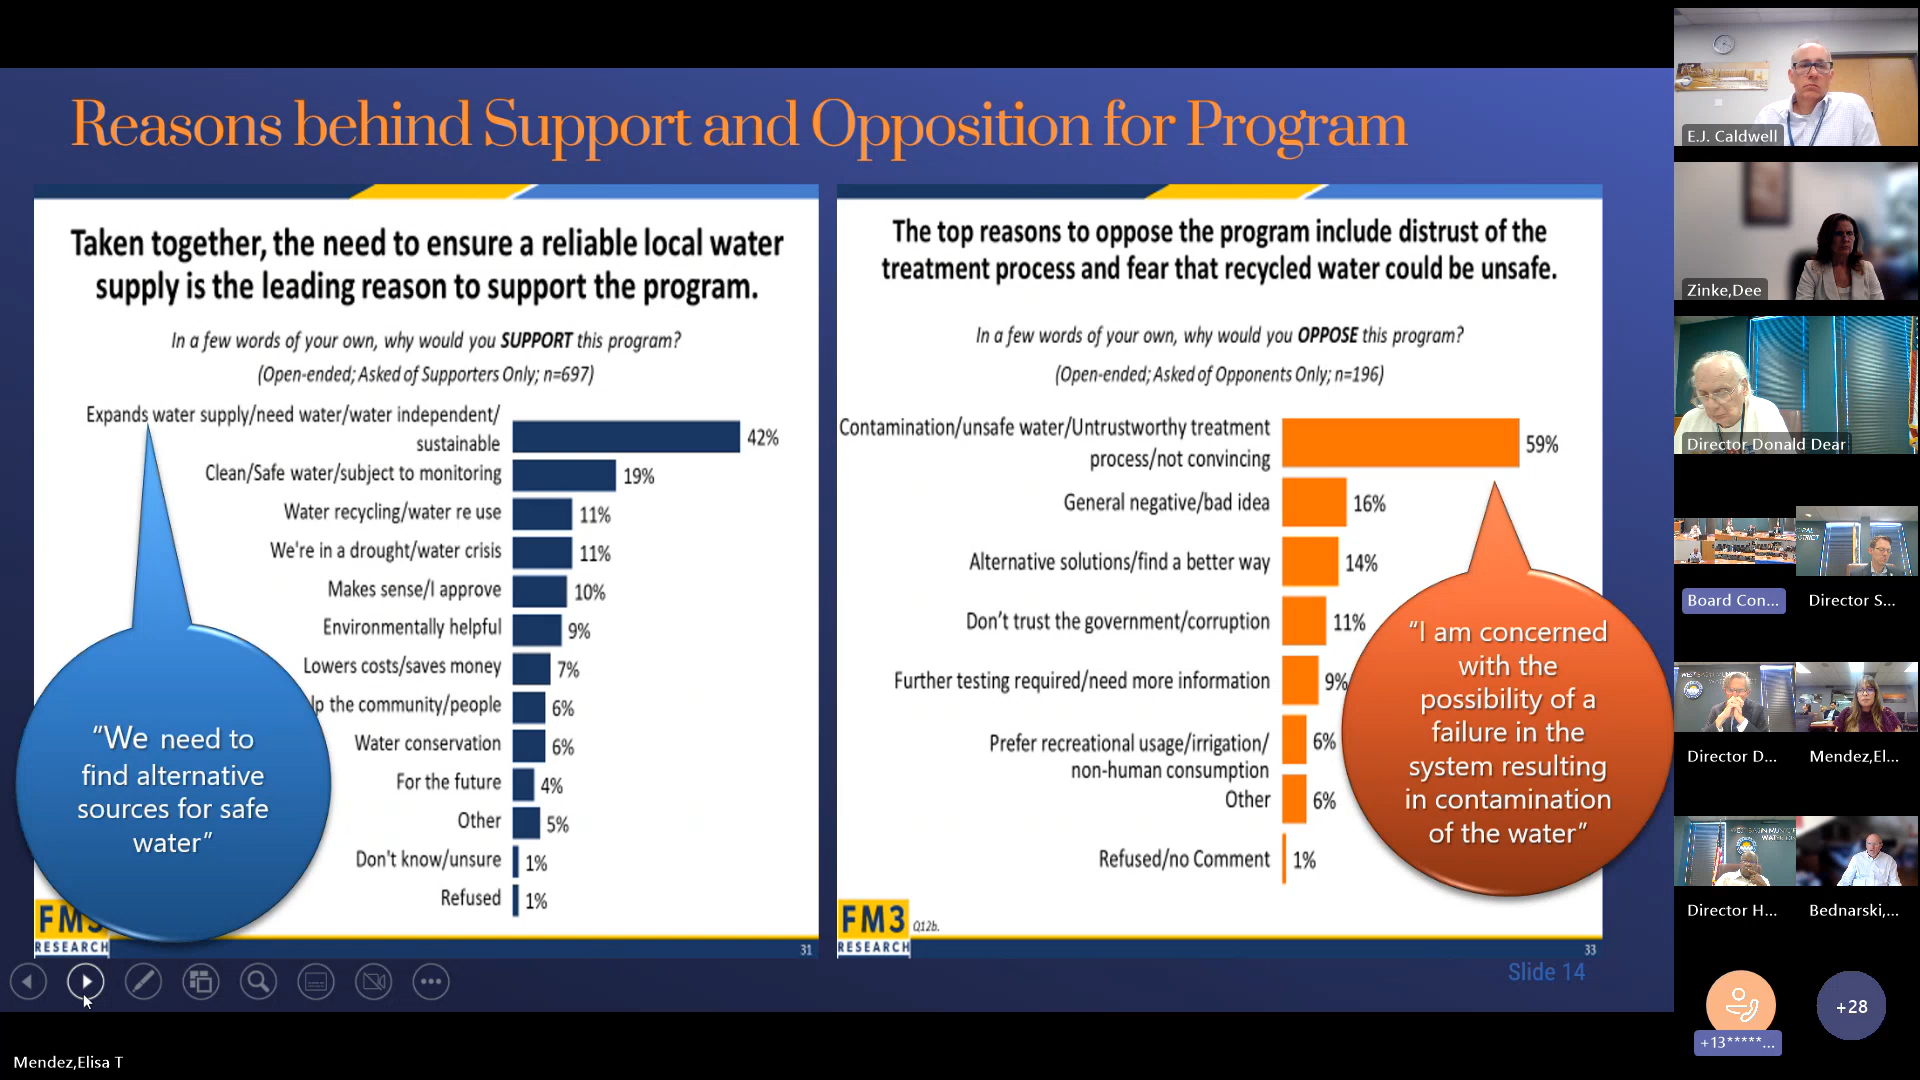 Reasons behind Support and Opposition for Program
Taken together, the need to ensure a reliable local water
supply is the leading reason to support the program.
In a few words of your own, why would you SUPPORT this program?
(Open-ended; Asked of Supporters Only; n=697)
Expands water supply/need water/water independent/
sustainable
42%
Clean/Safe water/subject to monitoring
19%
Water recycling/water re use
11%
We're in a drought/water crisis
11%
Makes sense/I approve
10%
Environmentally helpful
9%
Lowers costs/saves money
7%
p the community/people
6%
Water conservation
6%
For the future
4%
Other
5%
Don't know/unsure
1%
Refused
1%
"We need to
find alternative
sources for safe
water"
FM3
RESEARCH
31
The top reasons to oppose the program include distrust of the
treatment process and fear that recycled water could be unsafe.
In a few words of your own, why would you OPPOSE this program?
(Open-ended; Asked of Opponents Only; n=196)
Contamination/unsafe water/Untrustworthy treatment
process/not convincing
59%
General negative/bad idea
16%
Alternative solutions/find a better way
14%
Don't trust the government/corruption
11%
Further testing required/need more information
9%
Prefer recreational usage/irrigation/
non-human consumption
6%
Other
6%
Refused/no Comment
1%
"I am concerned
with the
possibility of a
failure in the
system resulting
in contamination
of the water"
FM3
RESEARCH
Q12b.
33
Slide 14
Mendez,Elisa T
E.J. Caldwell
Zinke,Dee
Director Donald Dear
Board Con...
Director S...
Director D...
Mendez,El...
Director H...
Bednarski,...
+13*****...
+28